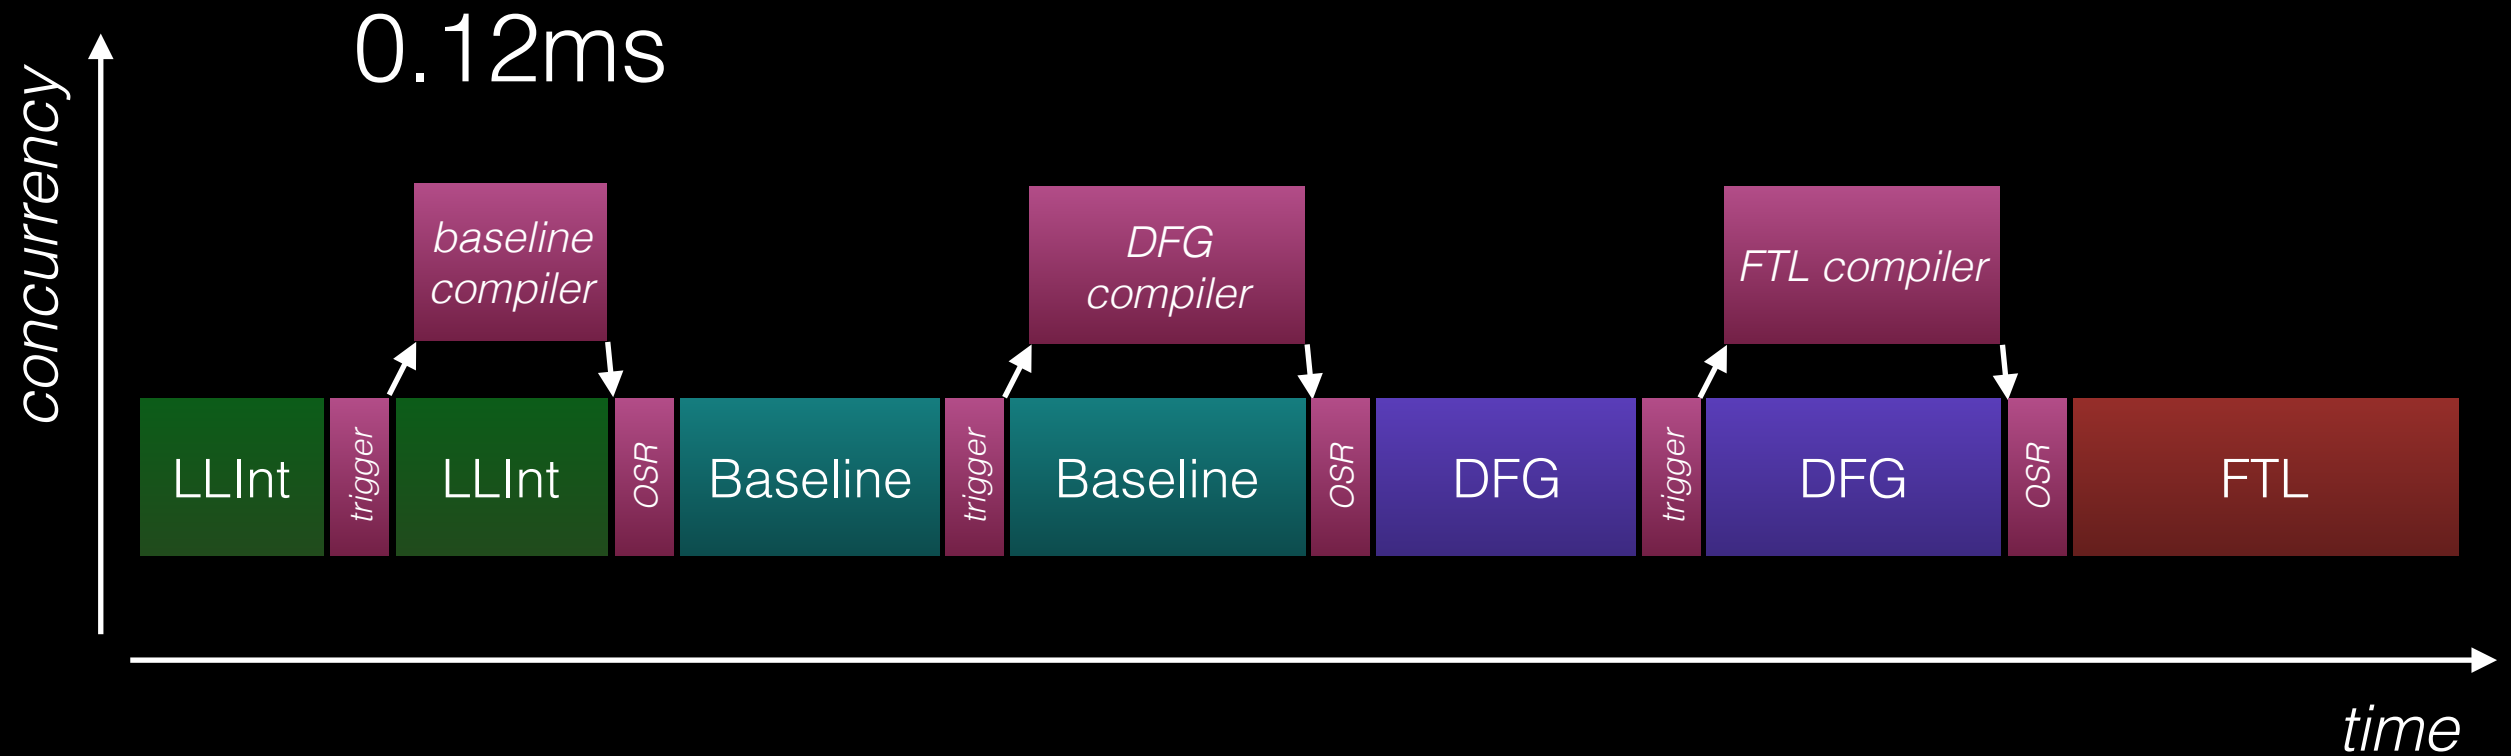 0.12ms
concurrency
baseline
compiler
DFG
compiler
FTL compiler
LLInt
trigger
LLInt
OSR
Baseline
trigger
Baseline
OSR
DFG
trigger
DFG
OSR
FTL
time